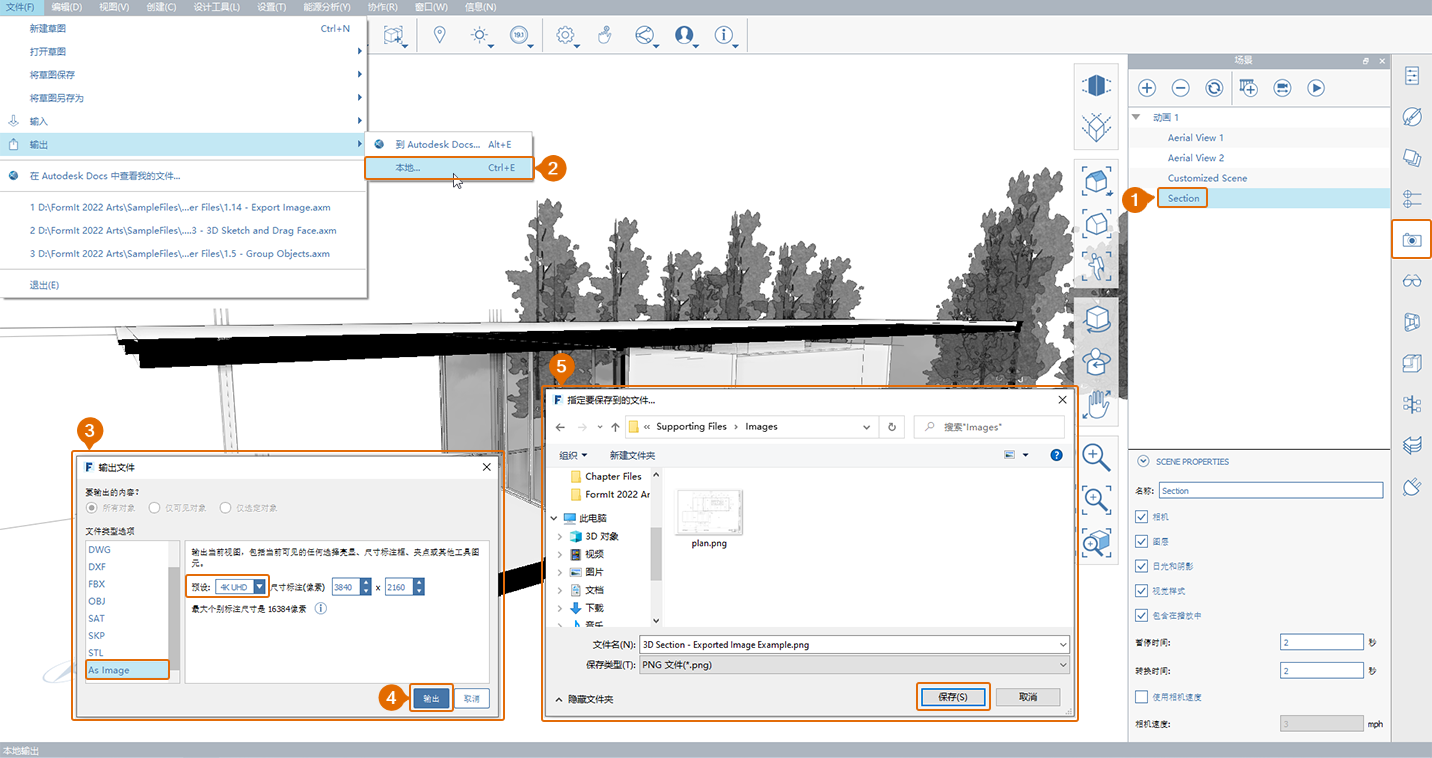 文件(F) 编辑(D) 视图(V) 创建(C) 设计工具(L) 设置(T) 能源分析(Y) 协作(R) 窗口(W) 信息(N)
新建草图 Ctrl+N
打开草图
将草图保存
将草图另存为
输入
输出
到 Autodesk Docs... Alt+E
本地... Ctrl+E
2
在 Autodesk Docs 中查看我的文件...
1 D:\FormIt 2022 Arts\SampleFiles\...er Files\1.14 - Export Image.axm
2 D:\FormIt 2022 Arts\SampleFiles\....3 - 3D Sketch and Drag Face.axm
3 D:\FormIt 2022 Arts\SampleFiles\...er Files\1.5 - Group Objects.axm
退出(E)
19.1
场景
动画 1
Aerial View 1
Aerial View 2
Customized Scene
1
Section
SCENE PROPERTIES
名称: Section
相机
图层
日光和阴影
视觉样式
包含在播放中
暂停时间: 2 秒
转换时间: 2 秒
使用相机速度
相机速度: 3 mph
3
输出文件
要输出的内容?
所有对象 仅可见对象 仅选定对象
文件类型选项
DWG
DXF
FBX
OBJ
SAT
SKP
STL
As Image
输出当前视图，包括当前可见的任何选择亮显、尺寸标注框、夹点或其他工具图
元。
预设: 4K UHD 尺寸标注(像素) 3840 x 2160
最大个别标注尺寸是 16384像素
4
输出 取消
5
指定要保存到的文件...
« Supporting Files › Images
搜索"Images"
组织 新建文件夹
Chapter Files
FormIt 2022 Ar
此电脑
3D 对象
视频
图片
文档
下载
音乐
plan.png
文件名(N): 3D Section - Exported Image Example.png
保存类型(T): PNG 文件(*.png)
隐藏文件夹
保存(S) 取消
本地输出